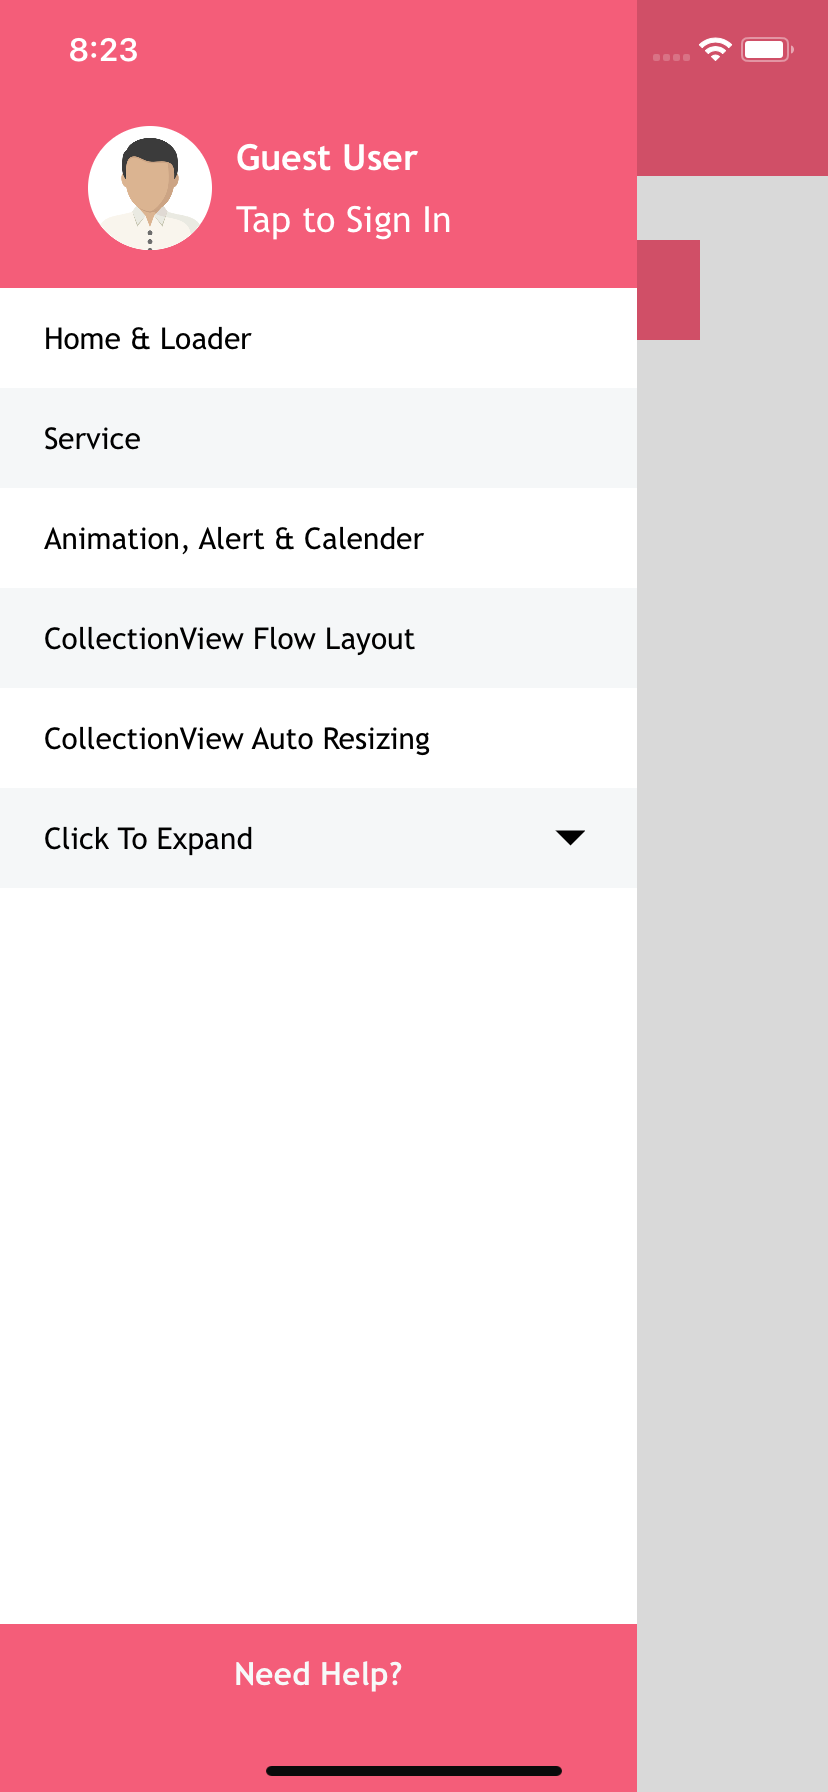 8:23
Guest User
Tap to Sign In
Home & Loader
Service
Animation, Alert & Calender
CollectionView Flow Layout
CollectionView Auto Resizing
Click To Expand
Need Help?